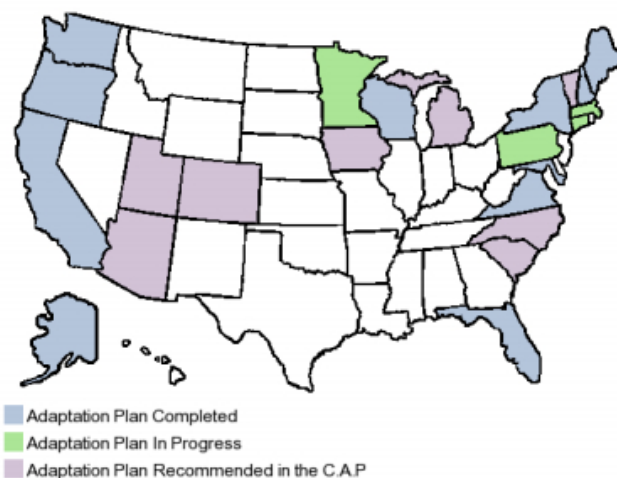 Adaptation Plan Completed
Adaptation Plan In Progress
Adaptation Plan Recommended in the C.A.P